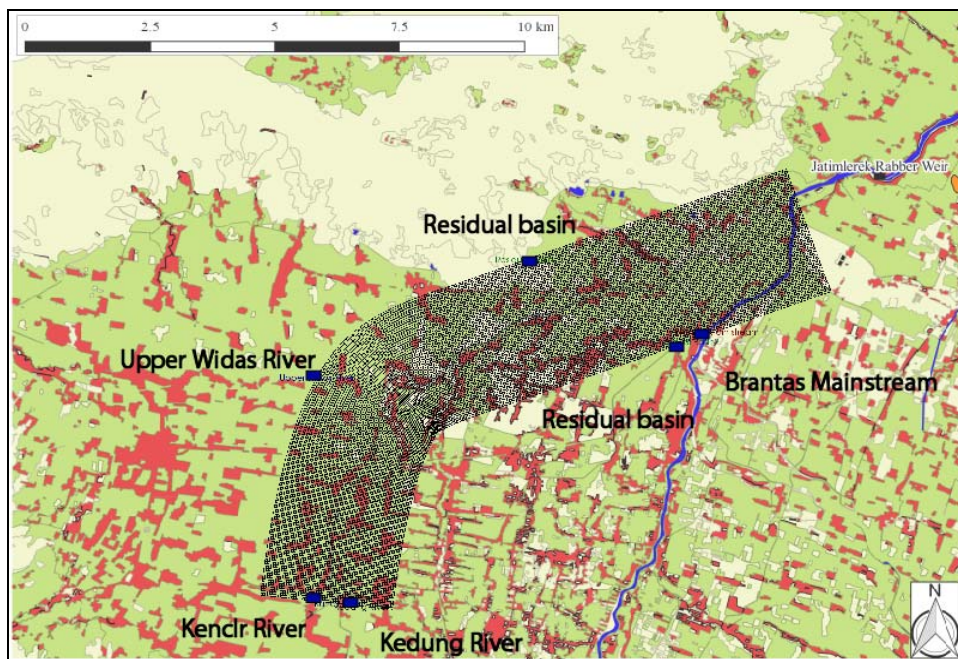 0 2.5 5 7.5 10 km
Jatimlerek Rabber Weir
Residual basin
Upper Widas River
Brantas Mainstream
Residual basin
Kenclr River
Kedung River
N